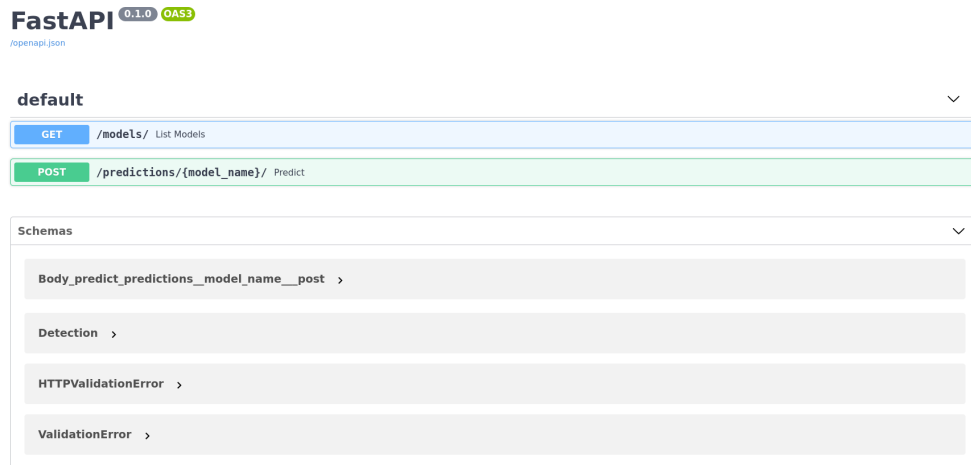 FastAPI 0.1.0 OAS3
/openapi.json
default
GET /models/ List Models
POST /predictions/{model_name}/ Predict
Schemas
Body_predict_predictions__model_name___post
Detection
HTTPValidationError
ValidationError